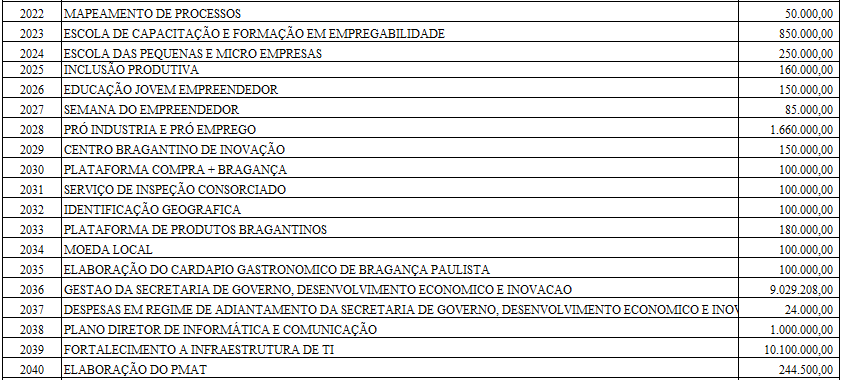 2022 MAPEAMENTO DE PROCESSOS 50.000,00
2023 ESCOLA DE CAPACITAÇÃO E FORMAÇÃO EM EMPREGABILIDADE 850.000,00
2024 ESCOLA DAS PEQUENAS E MICRO EMPRESAS 250.000,00
2025 INCLUSÃO PRODUTIVA 160.000,00
2026 EDUCAÇÃO JOVEM EMPREENDEDOR 150.000,00
2027 SEMANA DO EMPREENDEDOR 85.000,00
2028 PRÓ INDUSTRIA E PRÓ EMPREGO 1.660.000,00
2029 CENTRO BRAGANTINO DE INOVAÇÃO 150.000,00
2030 PLATAFORMA COMPRA + BRAGANÇA 100.000,00
2031 SERVIÇO DE INSPEÇÃO CONSORCIADO 100.000,00
2032 IDENTIFICAÇÃO GEOGRAFICA 100.000,00
2033 PLATAFORMA DE PRODUTOS BRAGANTINOS 180.000,00
2034 MOEDA LOCAL 100.000,00
2035 ELABORAÇÃO DO CARDAPIO GASTRONOMICO DE BRAGANÇA PAULISTA 100.000,00
2036 GESTAO DA SECRETARIA DE GOVERNO, DESENVOLVIMENTO ECONOMICO E INOVACAO 9.029.208,00
2037 DESPESAS EM REGIME DE ADIANTAMENTO DA SECRETARIA DE GOVERNO, DESENVOLVIMENTO ECONOMICO E INOV 24.000,00
2038 PLANO DIRETOR DE INFORMÁTICA E COMUNICAÇÃO 1.000.000,00
2039 FORTALECIMENTO A INFRAESTRUTURA DE TI 10.100.000,00
2040 ELABORAÇÃO DO PMAT 244.500,00